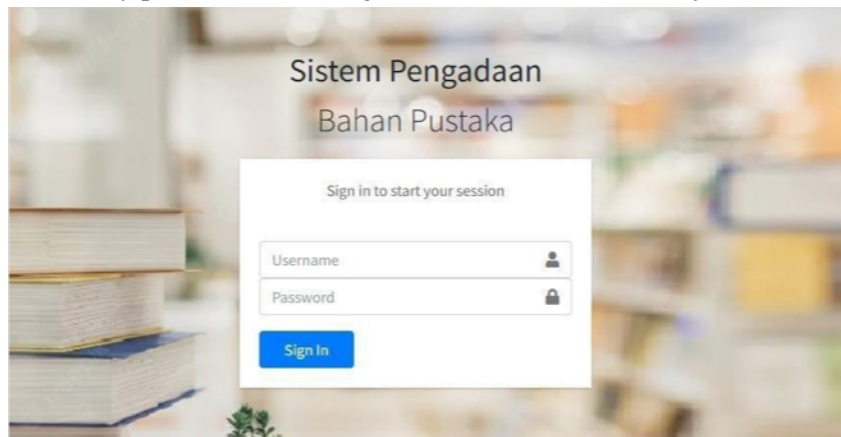 Sistem Pengadaan
Bahan Pustaka
Sign in to start your session
Username
Password
Sign In